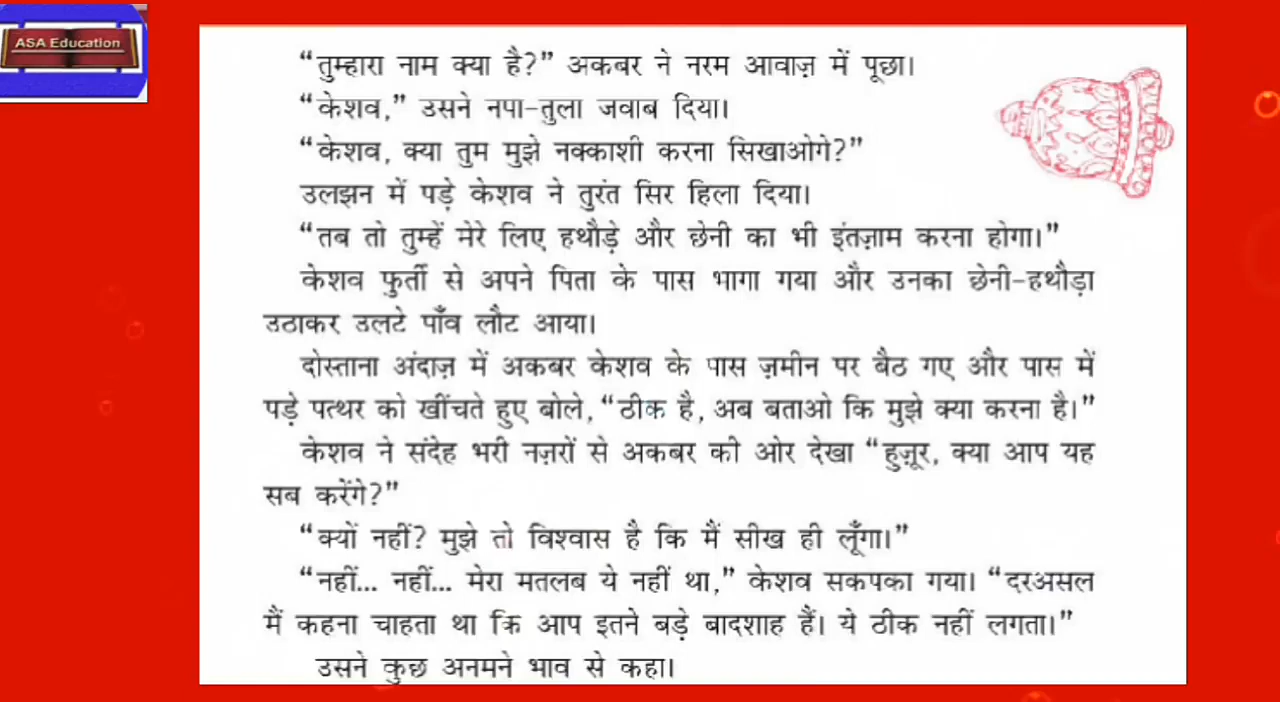 ASA Education
“तुम्हारा नाम क्या है?” अकबर ने नरम आवाज़ में पूछा।
“केशव,” उसने नपा-तुला जवाब दिया।
“केशव, क्या तुम मुझे नक्काशी करना सिखाओगे?”
उलझन में पड़े केशव ने तुरंत सिर हिला दिया।
“तब तो तुम्हें मेरे लिए हथौड़े और छेनी का भी इंतज़ाम करना होगा।”
केशव फुर्ती से अपने पिता के पास भागा गया और उनका छेनी-हथौड़ा
उठाकर उलटे पाँव लौट आया।
दोस्ताना अंदाज़ में अकबर केशव के पास ज़मीन पर बैठ गए और पास में
पड़े पत्थर को खींचते हुए बोले, “ठीक है, अब बताओ कि मुझे क्या करना है।”
केशव ने संदेह भरी नज़रों से अकबर की ओर देखा “हुज़ूर, क्या आप यह
सब करेंगे?”
“क्यों नहीं? मुझे तो विश्वास है कि मैं सीख ही लूँगा।”
“नहीं... नहीं... मेरा मतलब ये नहीं था,” केशव सकपका गया। “दरअसल
मैं कहना चाहता था कि आप इतने बड़े बादशाह हैं। ये ठीक नहीं लगता।”
उसने कुछ अनमने भाव से कहा।